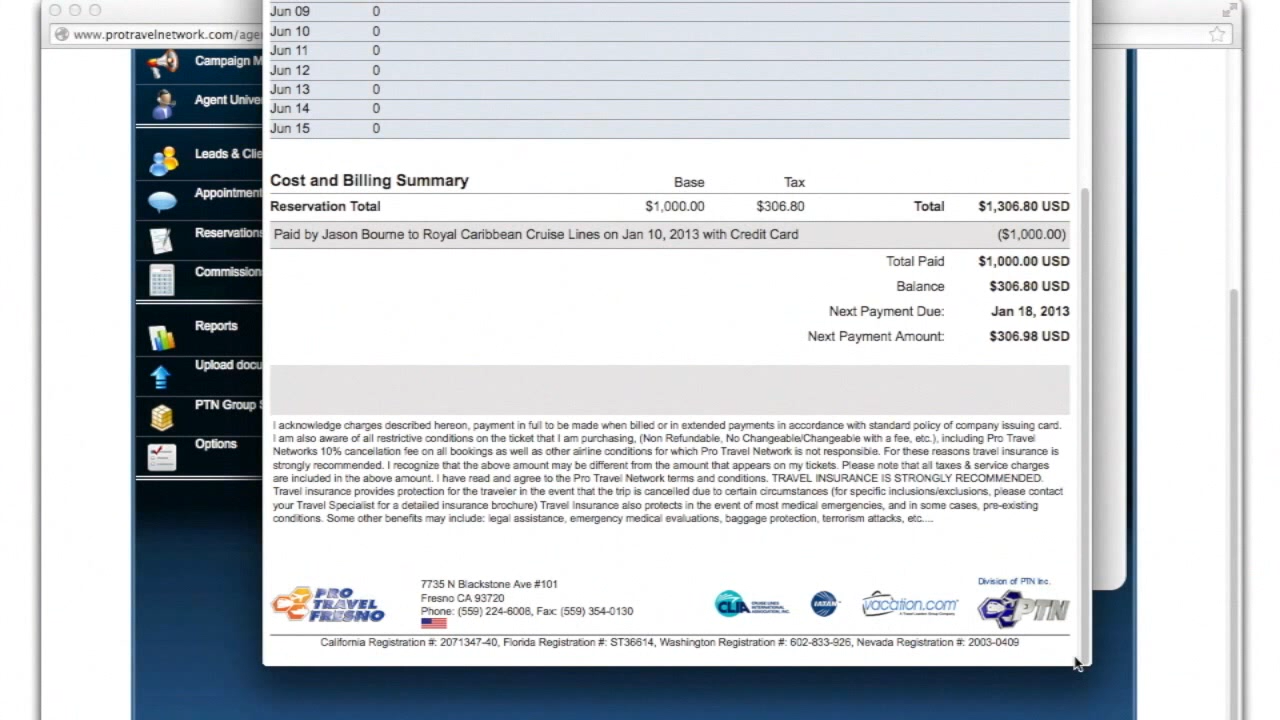 www.protravelnetwork.com/age
Campaign M
Agent Unive
Leads & Clie
Appointment
Reservations
Commission
Reports
Upload docu
PTN Group S
Options
Jun 09 0
Jun 10 0
Jun 11 0
Jun 12 0
Jun 13 0
Jun 14 0
Jun 15 0
Cost and Billing Summary Base Tax
Reservation Total $1,000.00 $306.80 Total $1,306.80 USD
Paid by Jason Bourne to Royal Caribbean Cruise Lines on Jan 10, 2013 with Credit Card ($1,000.00)
Total Paid $1,000.00 USD
Balance $306.80 USD
Next Payment Due: Jan 18, 2013
Next Payment Amount: $306.98 USD
I acknowledge charges described hereon, payment in full to be made when billed or in extended payments in accordance with standard policy of company issuing card.
I am also aware of all restrictive conditions on the ticket that I am purchasing, (Non Refundable, No Changeable/Changeable with a fee, etc.), including Pro Travel
Networks 10% cancellation fee on all bookings as well as other airline conditions for which Pro Travel Network is not responsible. For these reasons travel insurance is
strongly recommended. I recognize that the above amount may be different from the amount that appears on my tickets. Please note that all taxes & service charges
are included in the above amount. I have read and agree to the Pro Travel Network terms and conditions. TRAVEL INSURANCE IS STRONGLY RECOMMENDED.
Travel insurance provides protection for the traveler in the event that the trip is cancelled due to certain circumstances (for specific inclusions/exclusions, please contact
your Travel Specialist for a detailed insurance brochure) Travel Insurance also protects in the event of most medical emergencies, and in some cases, pre-existing
conditions. Some other benefits may include: legal assistance, emergency medical evaluations, baggage protection, terrorism attacks, etc....
PRO
TRAVEL
FRESNO
7735 N Blackstone Ave #101
Fresno CA 93720
Phone: (559) 224-6008, Fax: (559) 354-0130
CLIA CRUISE LINES INTERNATIONAL ASSOCIATION, INC.
IATAN
vacation.com
A Travel Leaders Group Company
Division of PTN Inc.
PTN
California Registration #: 2071347-40, Florida Registration #: ST36614, Washington Registration #: 602-833-926, Nevada Registration #: 2003-0409